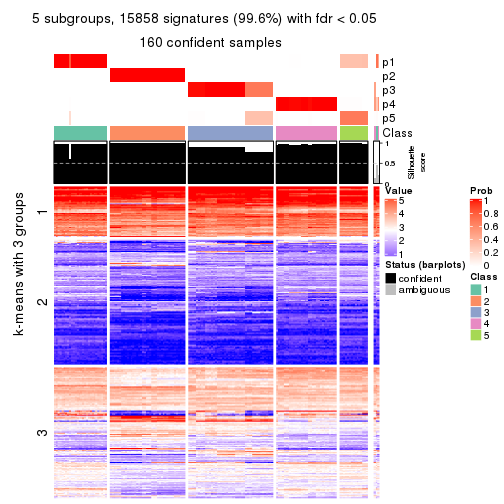 5 subgroups, 15858 signatures (99.6%) with fdr < 0.05
160 confident samples
p1
p2
p3
p4
p5
Class
1
0.5
0
Silhouette
score
k-means with 3 groups
1
2
3
Value
5
4
3
2
1
Status (barplots)
confident
ambiguous
Prob
1
0.8
0.6
0.4
0.2
0
Class
1
2
3
4
5